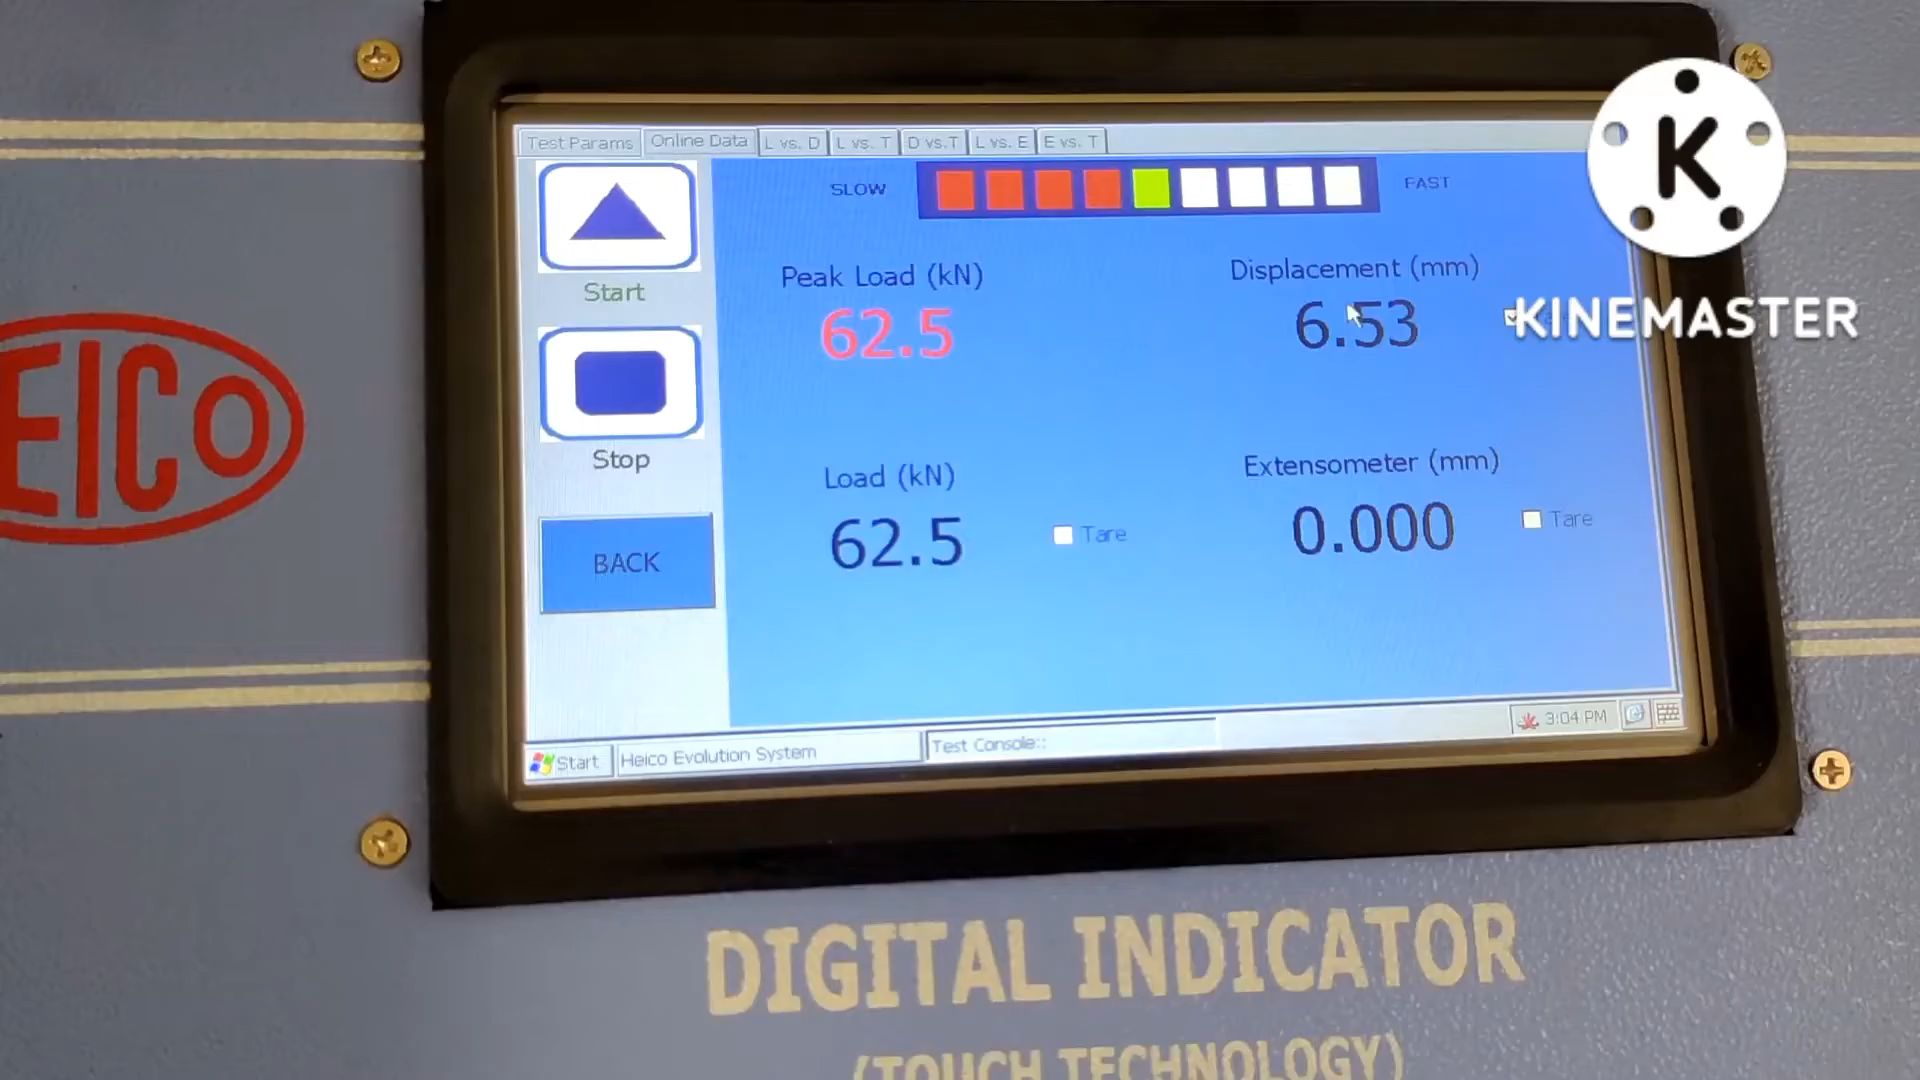 Test Params Online Data L vs. D L vs. T D vs.T L vs. E E vs. T
SLOW FAST
Start
Peak Load (kN) Displacement (mm)
62.5 6.53
Stop
Load (kN) Extensometer (mm)
62.5 Tare 0.000 Tare
BACK
Start Heico Evolution System Test Console:: 3:04 PM
EICO
K
KINEMASTER
DIGITAL INDICATOR
(TOUCH TECHNOLOGY)